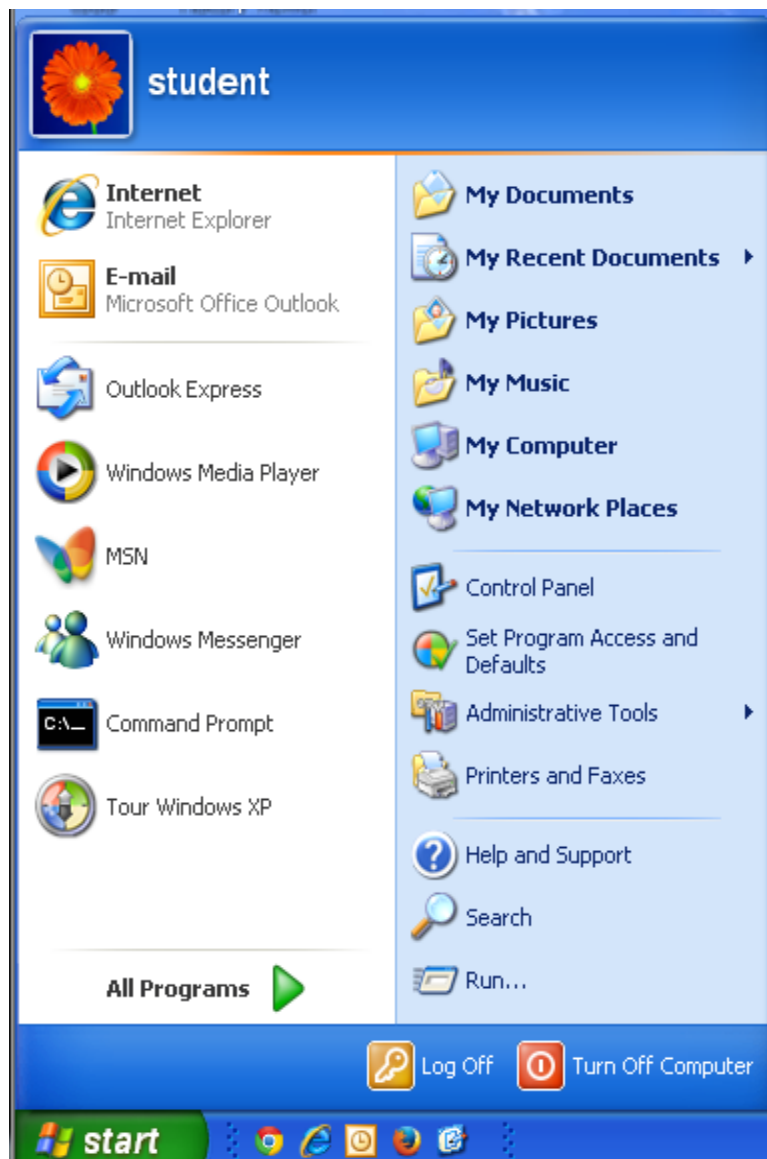 student
Internet
Internet Explorer
E-mail
Microsoft Office Outlook
Outlook Express
Windows Media Player
MSN
Windows Messenger
C:\_
Command Prompt
Tour Windows XP
All Programs
My Documents
My Recent Documents
My Pictures
My Music
My Computer
My Network Places
Control Panel
Set Program Access and
Defaults
Administrative Tools
Printers and Faxes
Help and Support
Search
Run...
Log Off
Turn Off Computer
start